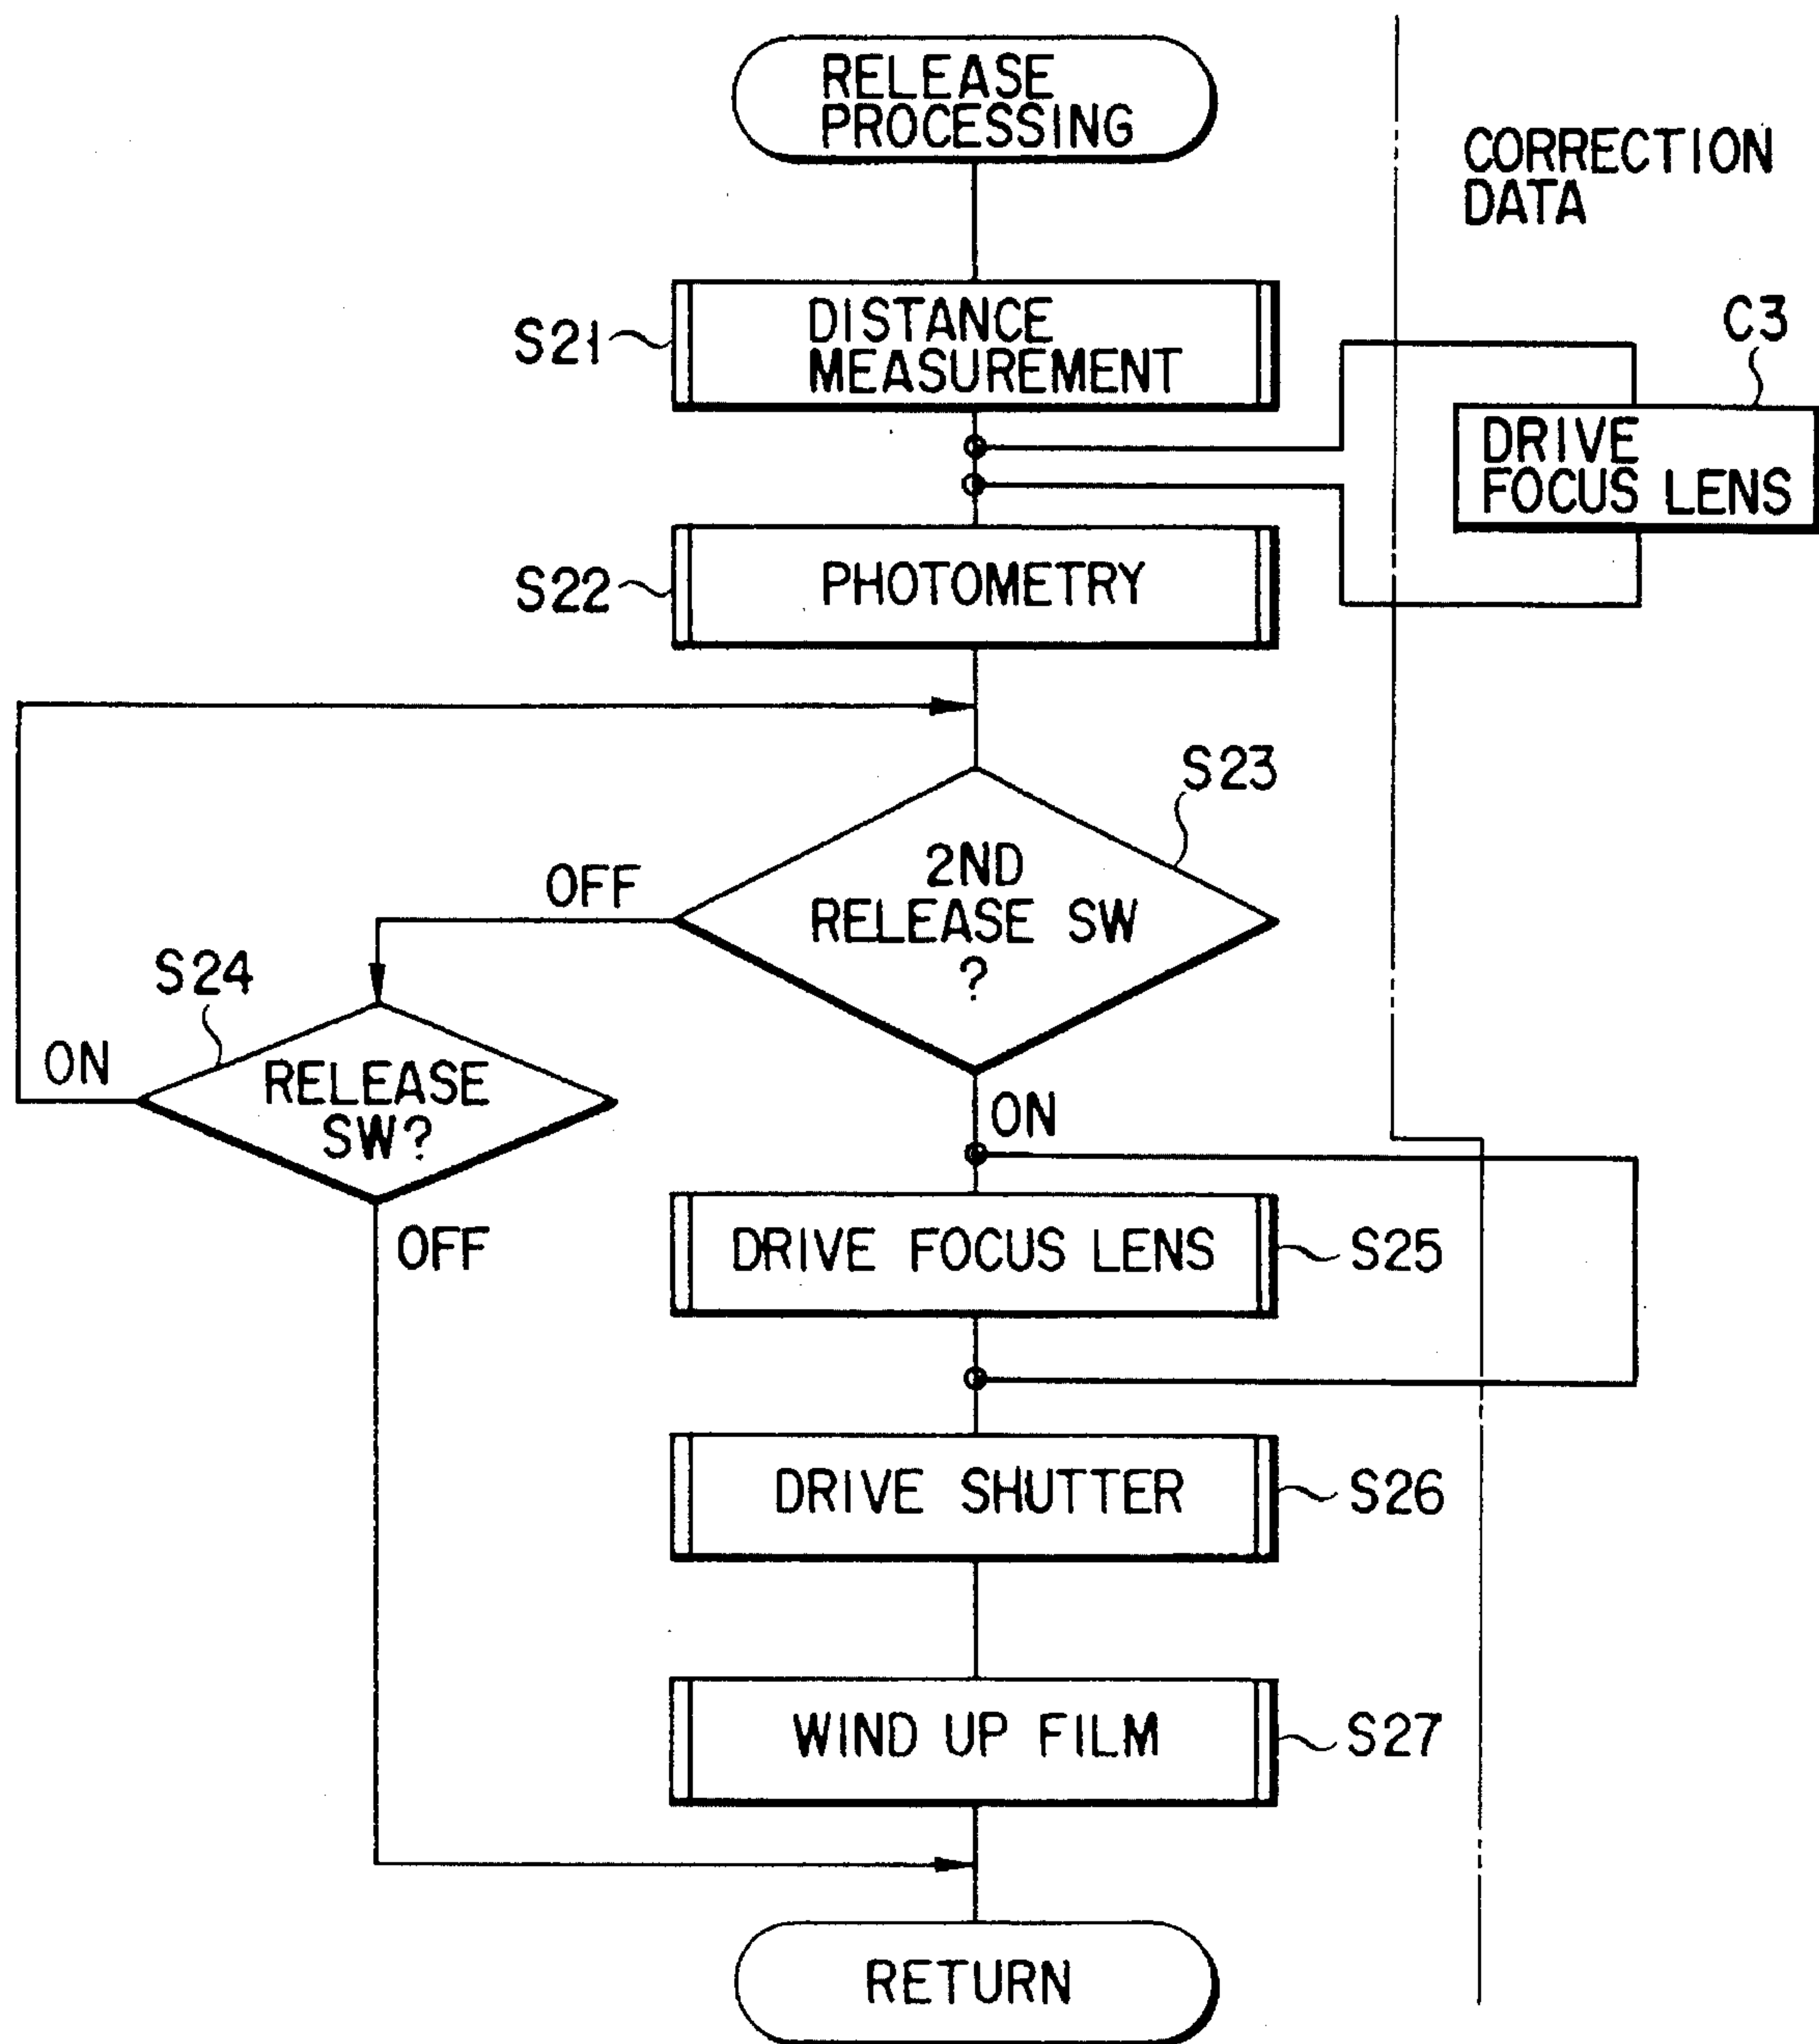 RELEASE
PROCESSING
CORRECTION
DATA
S21
DISTANCE
MEASUREMENT
C3
DRIVE
FOCUS LENS
S22
PHOTOMETRY
S23
2ND
RELEASE SW
?
OFF
S24
ON
RELEASE
SW?
ON
OFF
DRIVE FOCUS LENS
S25
DRIVE SHUTTER
S26
WIND UP FILM
S27
RETURN